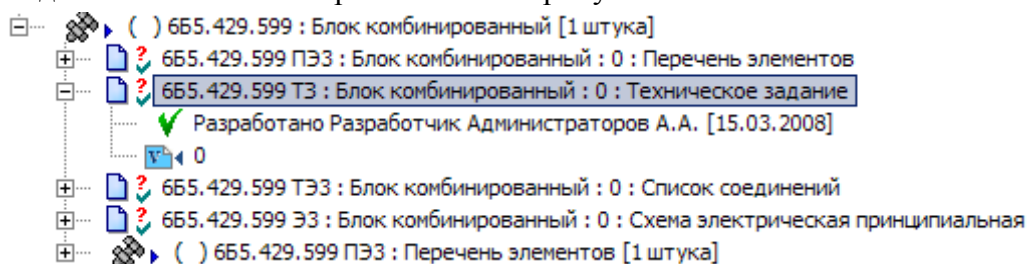 ( ) 6Б5.429.599 : Блок комбинированный [1 штука]
6Б5.429.599 ПЭ3 : Блок комбинированный : 0 : Перечень элементов
6Б5.429.599 ТЗ : Блок комбинированный : 0 : Техническое задание
Разработано Разработчик Администраторов А.А. [15.03.2008]
0
6Б5.429.599 ТЭ3 : Блок комбинированный : 0 : Список соединений
6Б5.429.599 Э3 : Блок комбинированный : 0 : Схема электрическая принципиальная
( ) 6Б5.429.599 ПЭ3 : Перечень элементов [1 штука]